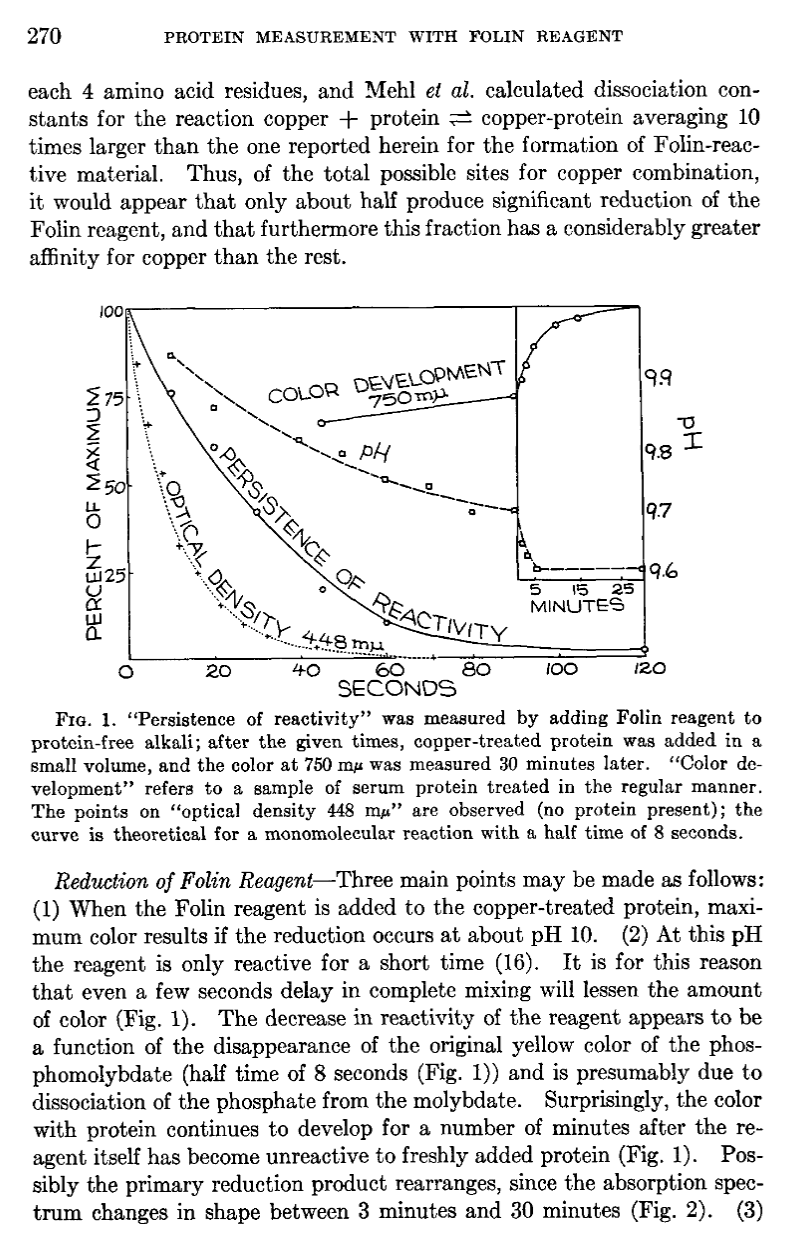 270 PROTEIN MEASUREMENT WITH FOLIN REAGENT
each 4 amino acid residues, and Mehl et al. calculated dissociation con-
stants for the reaction copper + protein ⇌ copper-protein averaging 10
times larger than the one reported herein for the formation of Folin-reac-
tive material. Thus, of the total possible sites for copper combination,
it would appear that only about half produce significant reduction of the
Folin reagent, and that furthermore this fraction has a considerably greater
affinity for copper than the rest.
PERCENT OF MAXIMUM
100
75
50
25
COLOR DEVELOPMENT
750 mμ
pH
PERSISTENCE OF REACTIVITY
OPTICAL DENSITY 448 mμ
9.9
9.8
9.7
9.6
pH
5 15 25
MINUTES
0 20 40 60 80 100 120
SECONDS
FIG. 1. "Persistence of reactivity" was measured by adding Folin reagent to
protein-free alkali; after the given times, copper-treated protein was added in a
small volume, and the color at 750 mμ was measured 30 minutes later. "Color de-
velopment" refers to a sample of serum protein treated in the regular manner.
The points on "optical density 448 mμ" are observed (no protein present); the
curve is theoretical for a monomolecular reaction with a half time of 8 seconds.
Reduction of Folin Reagent—Three main points may be made as follows:
(1) When the Folin reagent is added to the copper-treated protein, maxi-
mum color results if the reduction occurs at about pH 10. (2) At this pH
the reagent is only reactive for a short time (16). It is for this reason
that even a few seconds delay in complete mixing will lessen the amount
of color (Fig. 1). The decrease in reactivity of the reagent appears to be
a function of the disappearance of the original yellow color of the phos-
phomolybdate (half time of 8 seconds (Fig. 1)) and is presumably due to
dissociation of the phosphate from the molybdate. Surprisingly, the color
with protein continues to develop for a number of minutes after the re-
agent itself has become unreactive to freshly added protein (Fig. 1). Pos-
sibly the primary reduction product rearranges, since the absorption spec-
trum changes in shape between 3 minutes and 30 minutes (Fig. 2). (3)